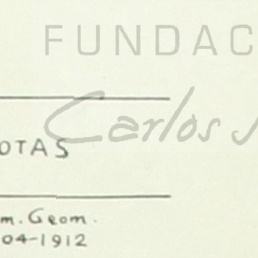 FUNDAC
Carlos
OTAS
m. Geom.
04-1912